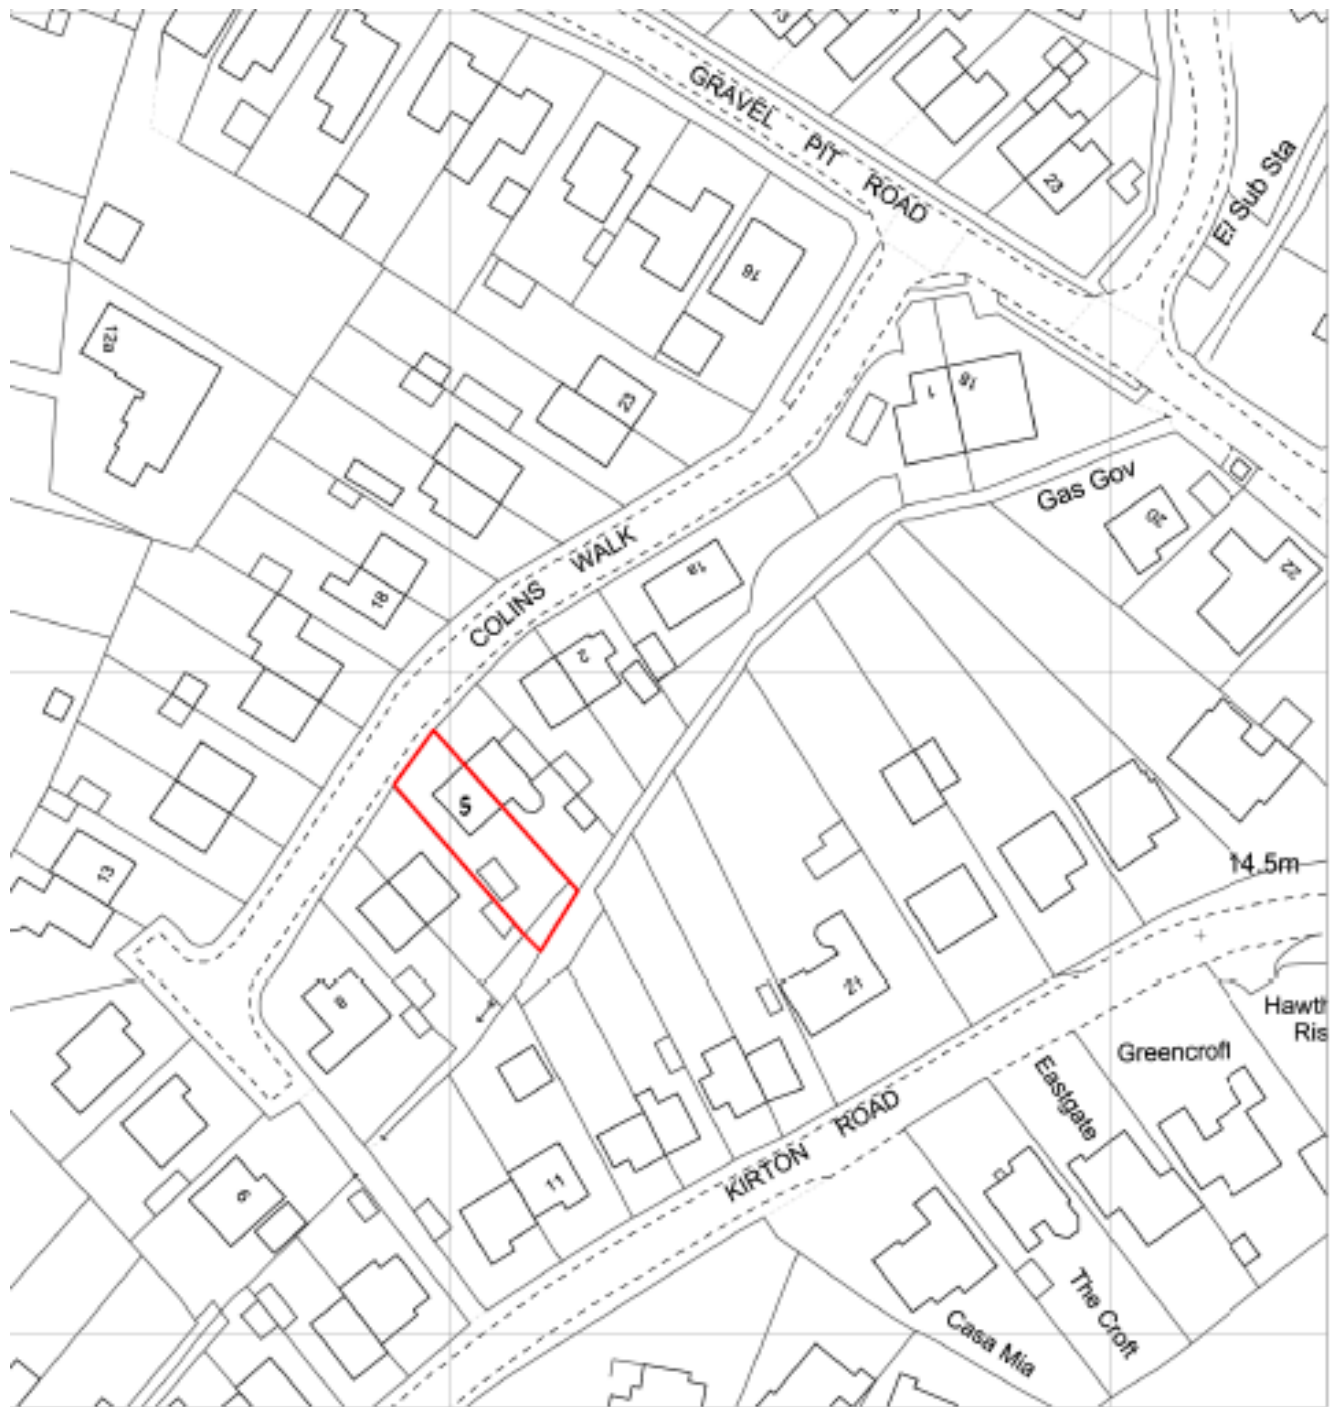 GRAVEL PIT ROAD
23
El Sub Sta
16
12a
23
1
18
Gas Gov
20
22
COLINS WALK
1a
18
2
5
13
14.5m
8
21
Hawth
Ris
Greencroft
Eastgate
KIRTON ROAD
11
6
The Croft
Casa Mia